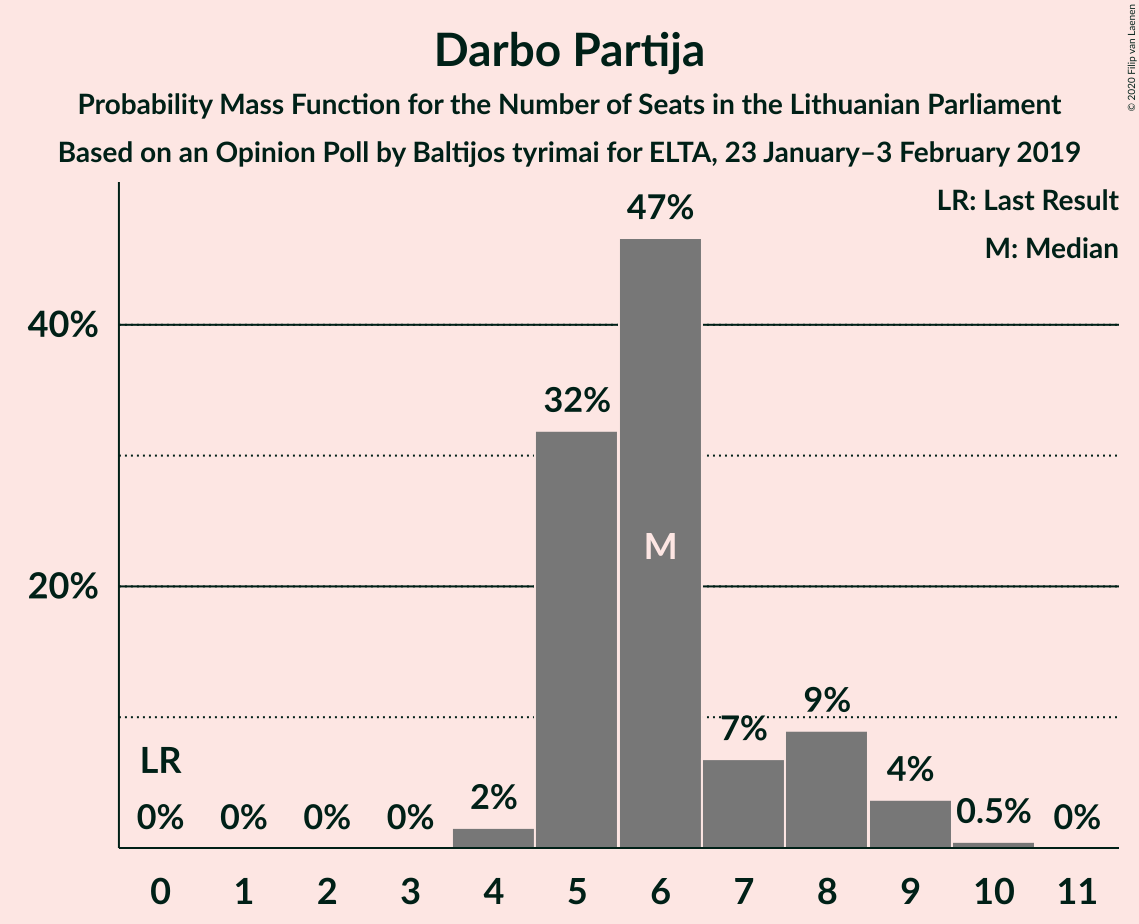 Darbo Partija
Probability Mass Function for the Number of Seats in the Lithuanian Parliament
Based on an Opinion Poll by Baltijos tyrimai for ELTA, 23 January–3 February 2019
© 2020 Filip van Laenen
LR: Last Result
M: Median
47%
40%
32%
M
20%
9%
7%
LR
4%
2%
0.5%
0% 0% 0% 0% 0%
0 1 2 3 4 5 6 7 8 9 10 11